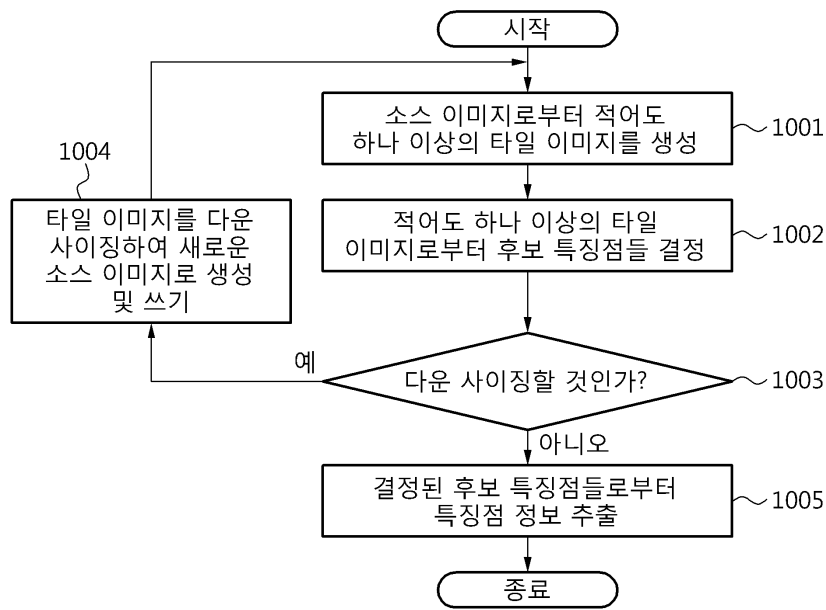 시작
소스 이미지로부터 적어도
하나 이상의 타일 이미지를 생성
1001
1004
타일 이미지를 다운
사이징하여 새로운
소스 이미지로 생성
및 쓰기
적어도 하나 이상의 타일
이미지로부터 후보 특징점들 결정
1002
예
다운 사이징할 것인가?
1003
아니오
결정된 후보 특징점들로부터
특징점 정보 추출
1005
종료